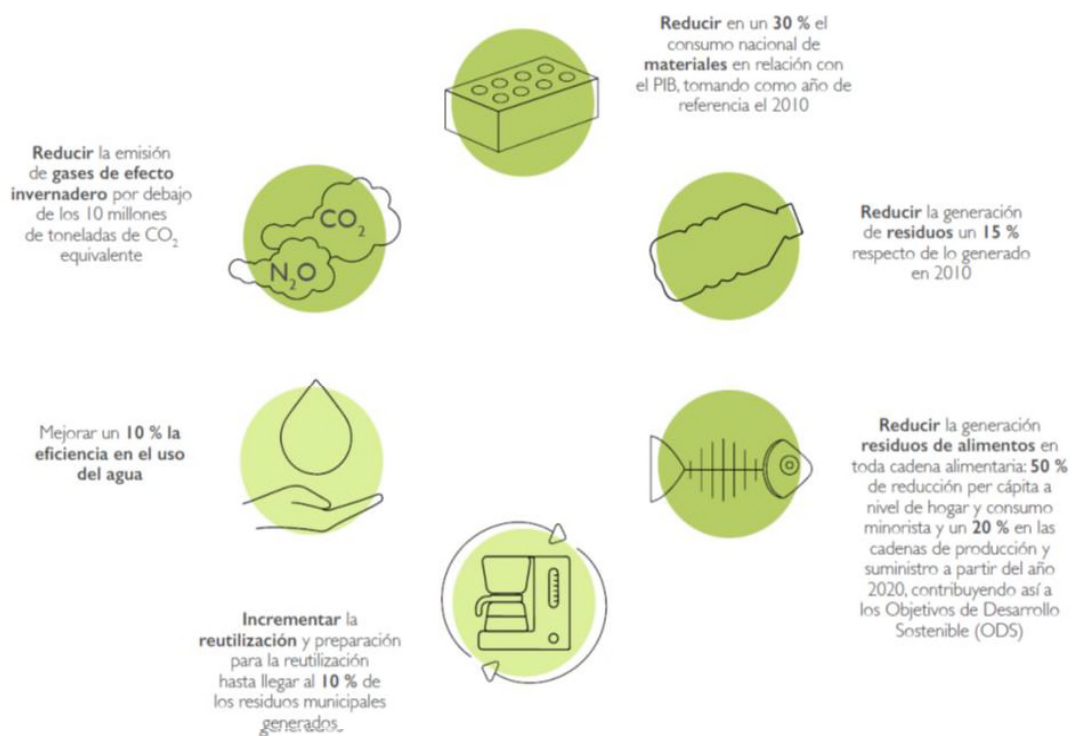 Reducir en un 30 % el
consumo nacional de
materiales en relación con
el PIB, tomando como año de
referencia el 2010
Reducir la emisión
de gases de efecto
invernadero por debajo
de los 10 millones
de toneladas de CO₂
equivalente
CO₂
N₂O
Reducir la generación
de residuos un 15 %
respecto de lo generado
en 2010
Mejorar un 10 % la
eficiencia en el uso
del agua
Reducir la generación
residuos de alimentos en
toda cadena alimentaria: 50 %
de reducción per cápita a
nivel de hogar y consumo
minorista y un 20 % en las
cadenas de producción y
suministro a partir del año
2020, contribuyendo así a
los Objetivos de Desarrollo
Sostenible (ODS)
Incrementar la
reutilización y preparación
para la reutilización
hasta llegar al 10 % de
los residuos municipales
generados